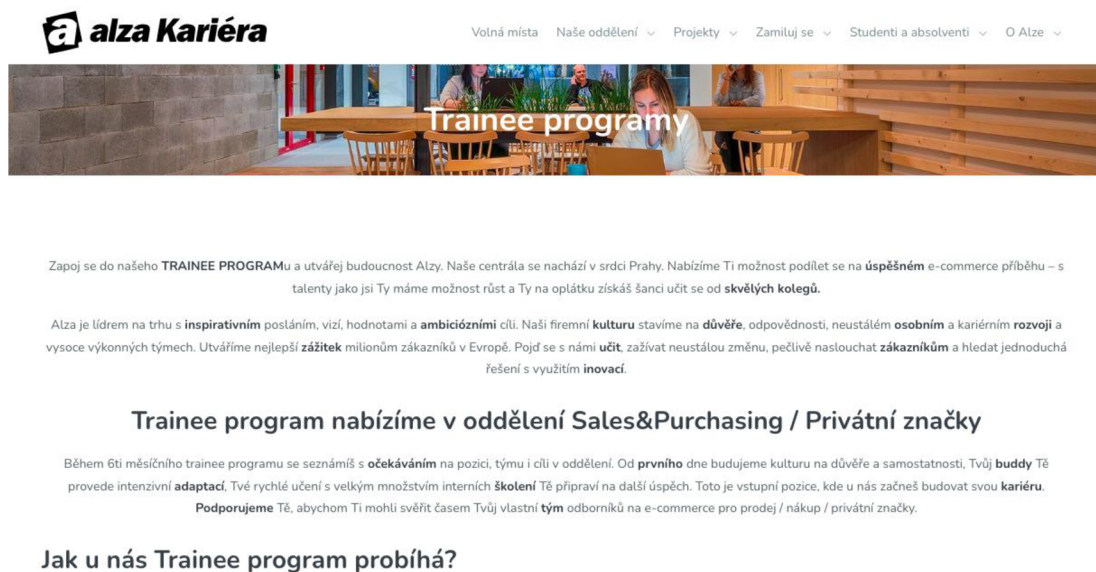 a alza Kariéra
Volná místa Naše oddělení Projekty Zamiluj se Studenti a absolventi O Alze
Trainee programy
Zapoj se do našeho TRAINEE PROGRAMu a utvářej budoucnost Alzy. Naše centrála se nachází v srdci Prahy. Nabízíme Ti možnost podílet se na úspěšném e-commerce příběhu – s
talenty jako jsi Ty máme možnost růst a Ty na oplátku získáš šanci učit se od skvělých kolegů.
Alza je lídrem na trhu s inspirativním posláním, vizí, hodnotami a ambiciózními cíli. Naši firemní kulturu stavíme na důvěře, odpovědnosti, neustálém osobním a kariérním rozvoji a
vysoce výkonných týmech. Utváříme nejlepší zážitek milionům zákazníků v Evropě. Pojď se s námi učit, zažívat neustálou změnu, pečlivě naslouchat zákazníkům a hledat jednoduchá
řešení s využitím inovací.
Trainee program nabízíme v oddělení Sales&Purchasing / Privátní značky
Během 6ti měsíčního trainee programu se seznámíš s očekáváním na pozici, týmu i cíli v oddělení. Od prvního dne budujeme kulturu na důvěře a samostatnosti, Tvůj buddy Tě
provede intenzivní adaptací, Tvé rychlé učení s velkým množstvím interních školení Tě připraví na další úspěch. Toto je vstupní pozice, kde u nás začneš budovat svou kariéru.
Podporujeme Tě, abychom Ti mohli svěřit časem Tvůj vlastní tým odborníků na e-commerce pro prodej / nákup / privátní značky.
Jak u nás Trainee program probíhá?